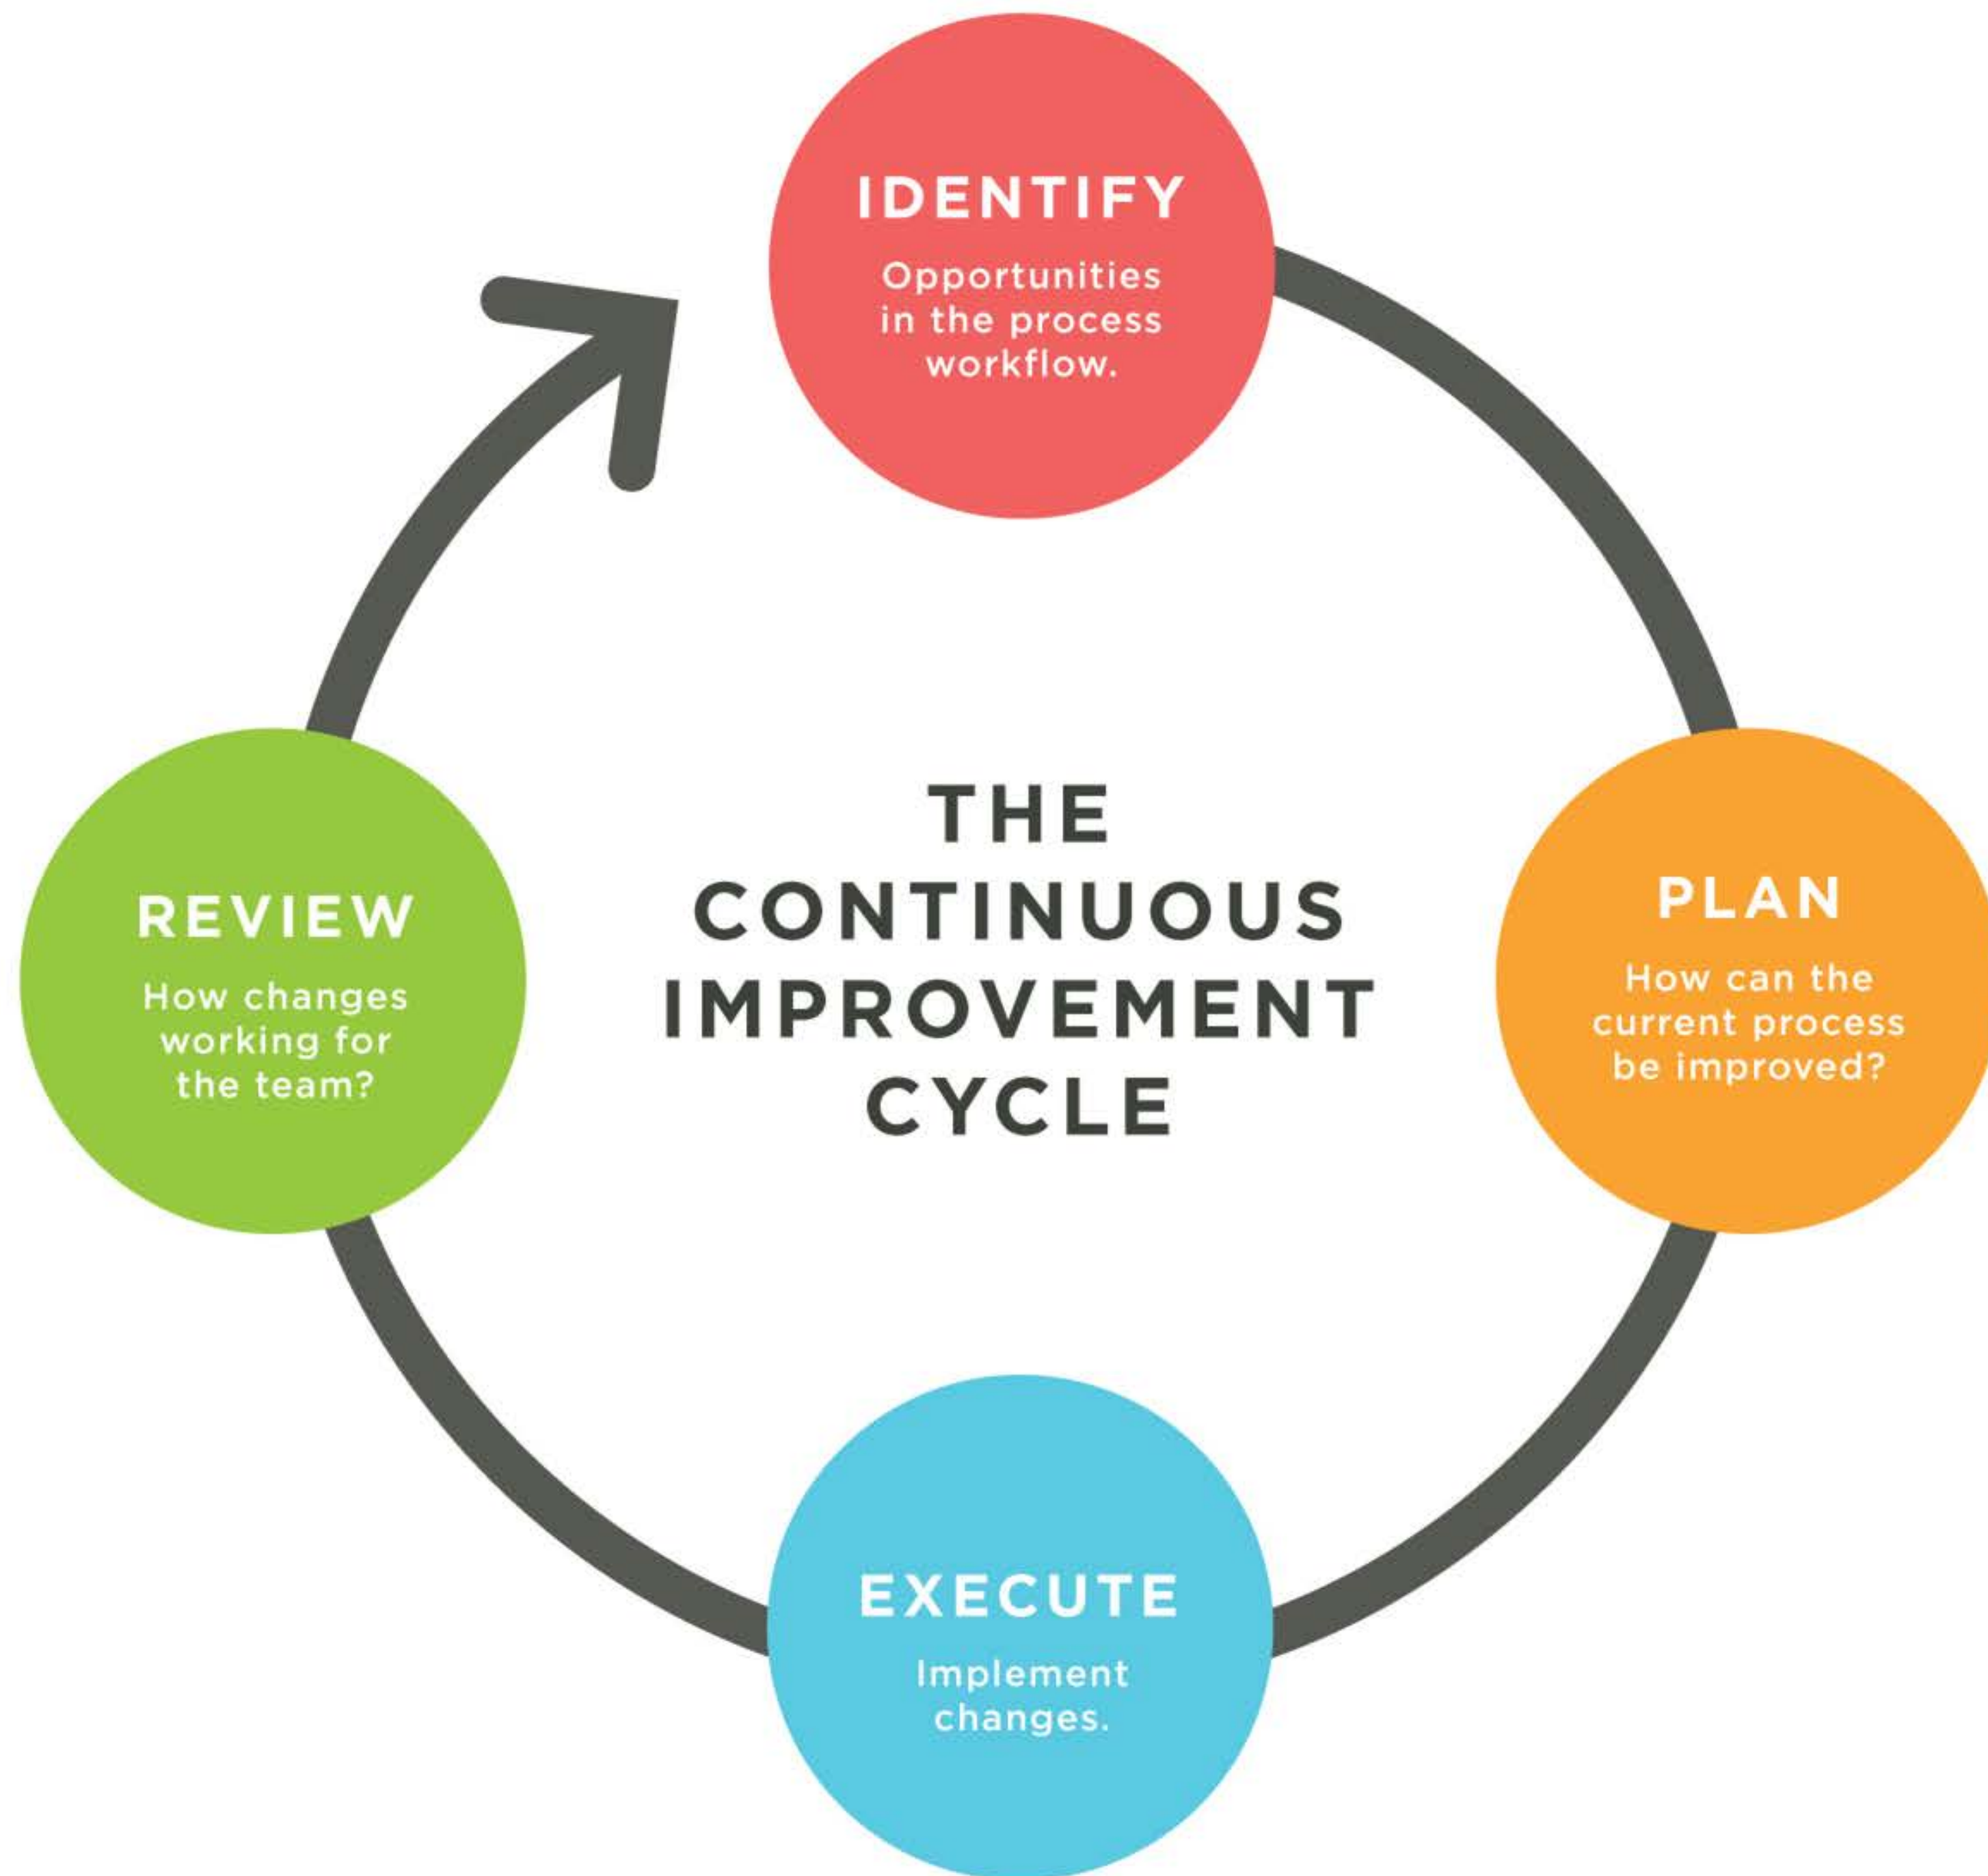 IDENTIFY
Opportunities
in the process
workflow.
THE
CONTINUOUS
IMPROVEMENT
CYCLE
PLAN
How can the
current process
be improved?
EXECUTE
Implement
changes.
REVIEW
How changes
working for
the team?